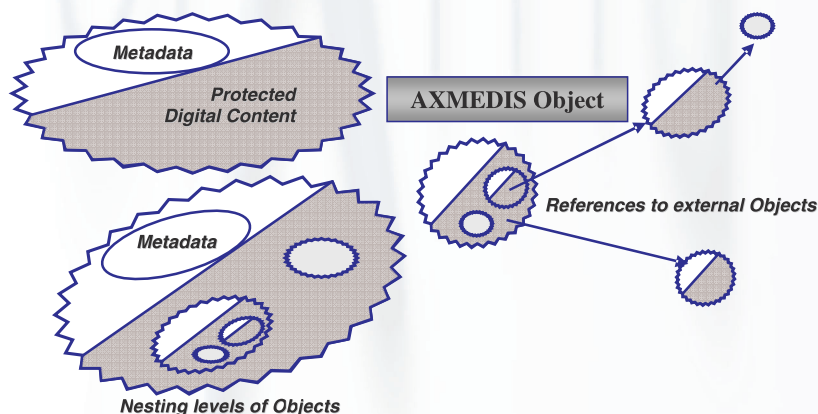 Metadata
Protected
Digital Content
AXMEDIS Object
References to external Objects
Metadata
Nesting levels of Objects